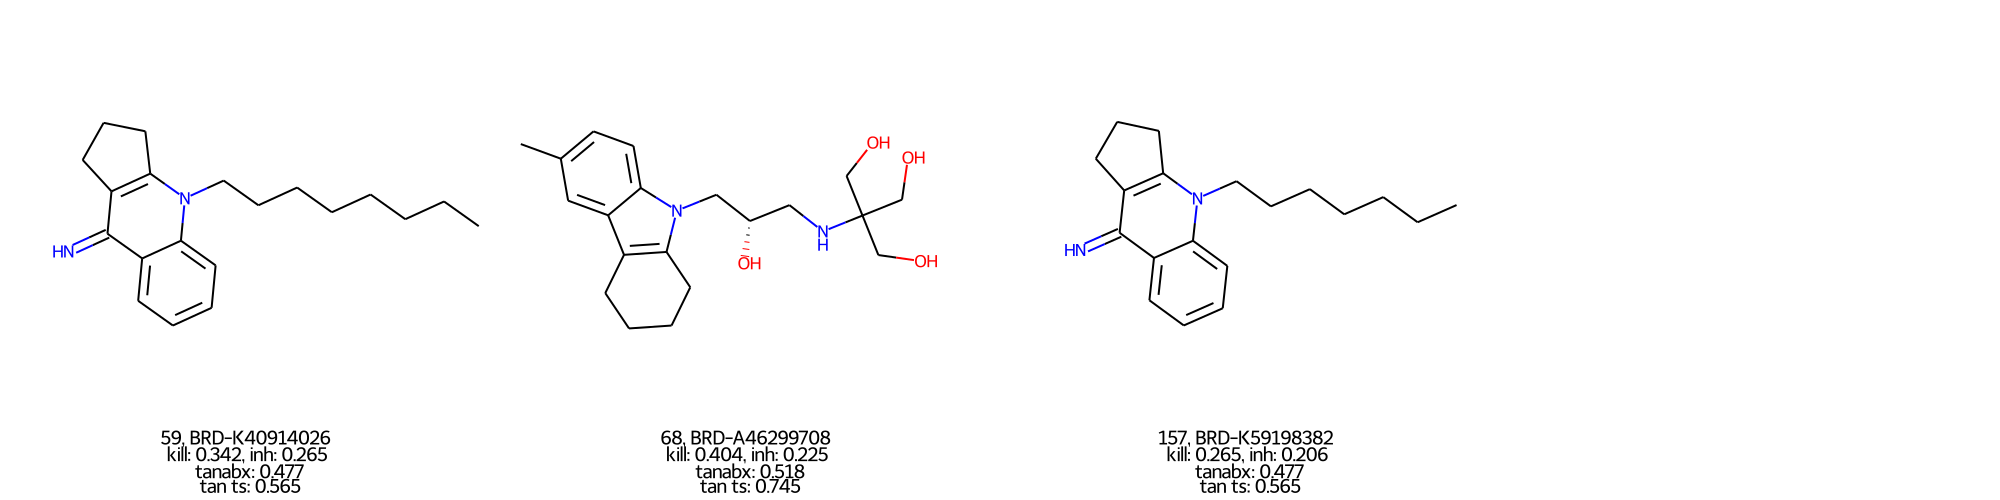 OH
OH
N
N
N
N
H
HN
OH
OH
HN
59, BRD-K40914026
kill: 0.342, inh: 0.265
tanabx: 0.477
tan ts: 0.565
68, BRD-A46299708
kill: 0.404, inh: 0.225
tanabx: 0.518
tan ts: 0.745
157, BRD-K59198382
kill: 0.265, inh: 0.206
tanabx: 0.477
tan ts: 0.565